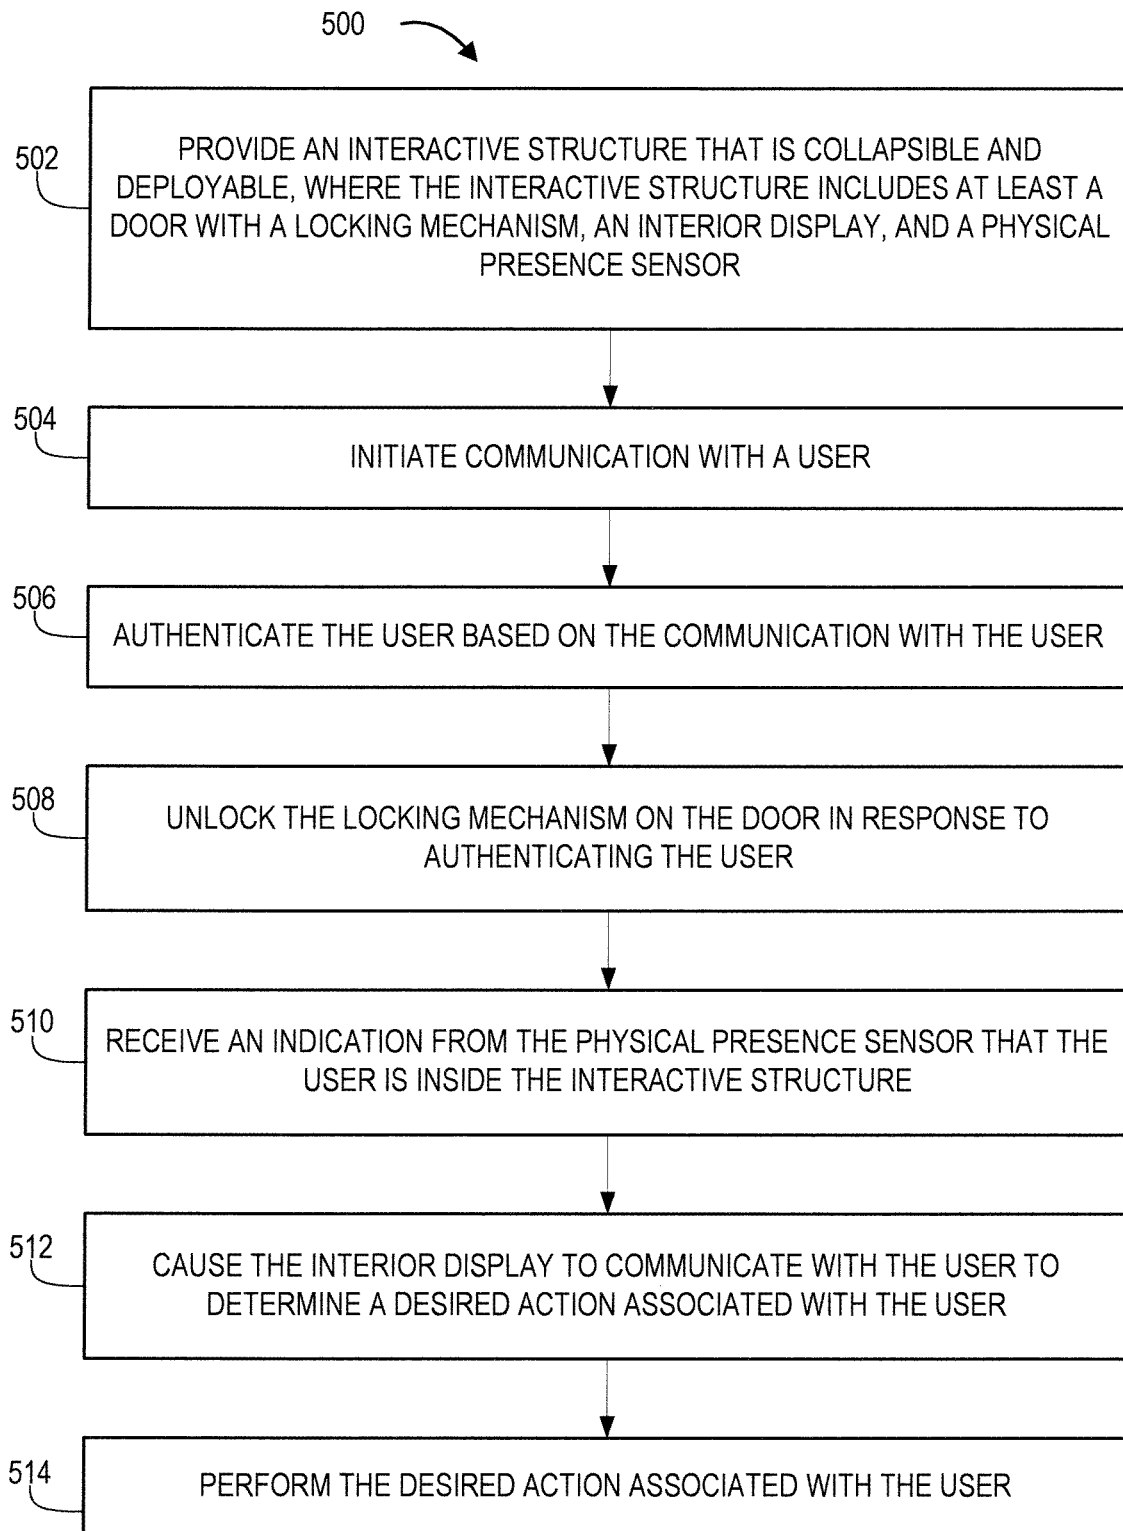 500
502
PROVIDE AN INTERACTIVE STRUCTURE THAT IS COLLAPSIBLE AND
DEPLOYABLE, WHERE THE INTERACTIVE STRUCTURE INCLUDES AT LEAST A
DOOR WITH A LOCKING MECHANISM, AN INTERIOR DISPLAY, AND A PHYSICAL
PRESENCE SENSOR
504
INITIATE COMMUNICATION WITH A USER
506
AUTHENTICATE THE USER BASED ON THE COMMUNICATION WITH THE USER
508
UNLOCK THE LOCKING MECHANISM ON THE DOOR IN RESPONSE TO
AUTHENTICATING THE USER
510
RECEIVE AN INDICATION FROM THE PHYSICAL PRESENCE SENSOR THAT THE
USER IS INSIDE THE INTERACTIVE STRUCTURE
512
CAUSE THE INTERIOR DISPLAY TO COMMUNICATE WITH THE USER TO
DETERMINE A DESIRED ACTION ASSOCIATED WITH THE USER
514
PERFORM THE DESIRED ACTION ASSOCIATED WITH THE USER